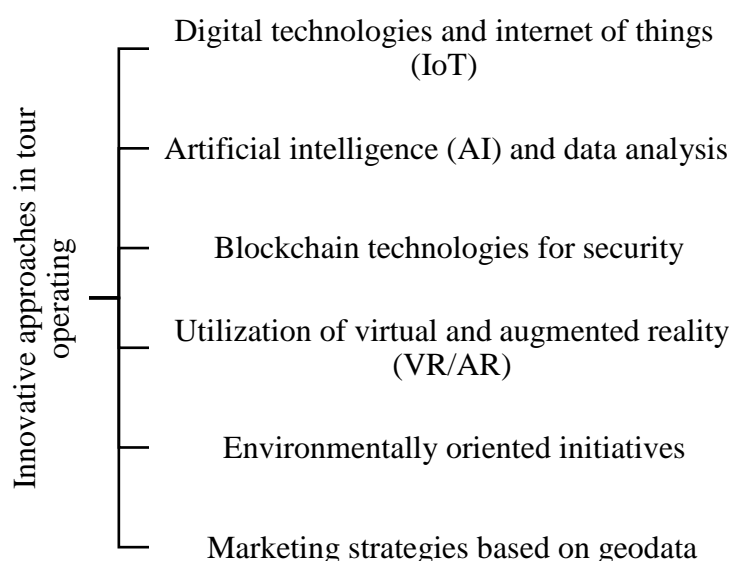 Innovative approaches in tour
operating
Digital technologies and internet of things
(IoT)
Artificial intelligence (AI) and data analysis
Blockchain technologies for security
Utilization of virtual and augmented reality
(VR/AR)
Environmentally oriented initiatives
Marketing strategies based on geodata